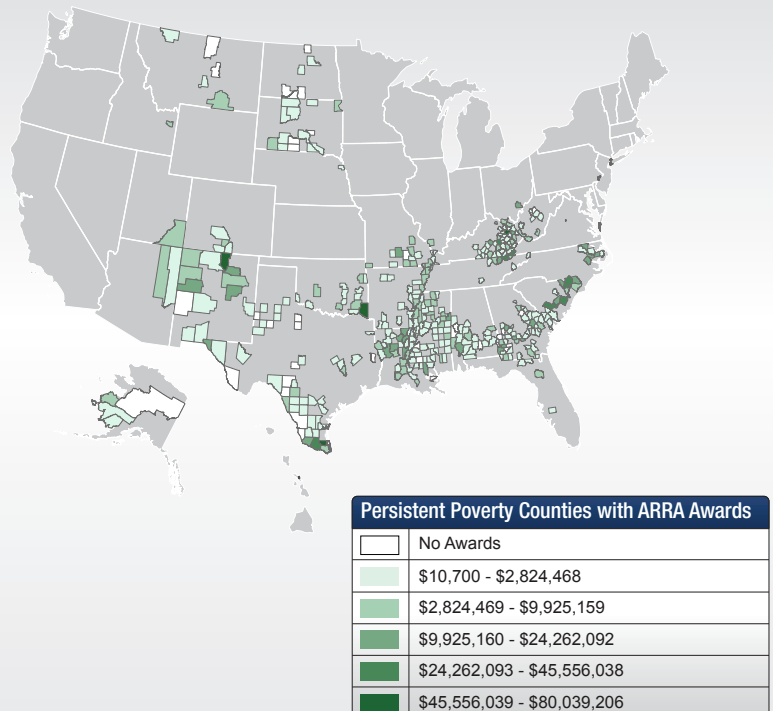 Persistent Poverty Counties with ARRA Awards
No Awards
$10,700 - $2,824,468
$2,824,469 - $9,925,159
$9,925,160 - $24,262,092
$24,262,093 - $45,556,038
$45,556,039 - $80,039,206